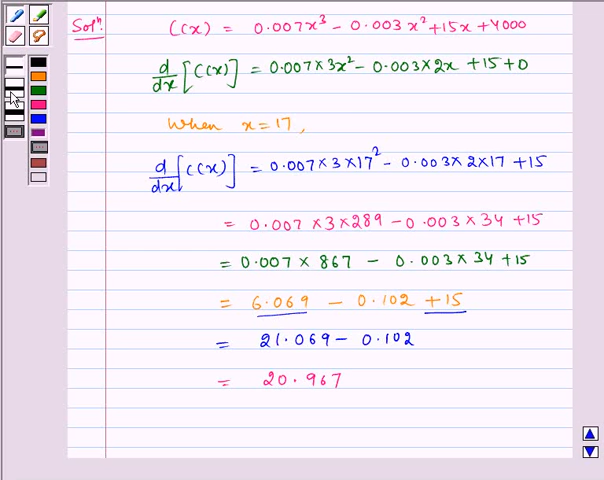 Solⁿ. C(x) = 0.007x³ - 0.003x² + 15x + 4000
d/dx [C(x)] = 0.007 × 3x² - 0.003 × 2x + 15 + 0
When x = 17,
d/dx [C(x)] = 0.007 × 3 × 17² - 0.003 × 2 × 17 + 15
= 0.007 × 3 × 289 - 0.003 × 34 + 15
= 0.007 × 867 - 0.003 × 34 + 15
= 6.069 - 0.102 + 15
= 21.069 - 0.102
= 20.967